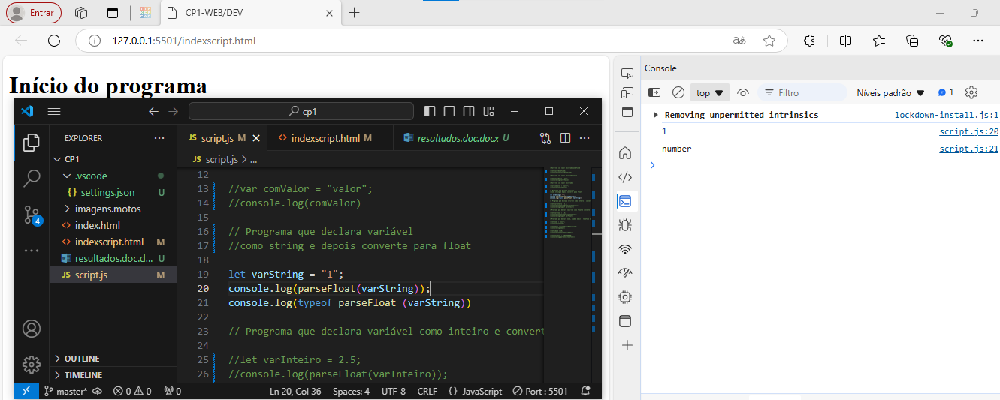 Entrar
CP1-WEB/DEV
127.0.0.1:5501/indexscript.html
aあ
Início do programa
cp1
EXPLORER
CP1
.vscode
settings.json U
imagens.motos
index.html
indexscript.html M
resultados.doc.d... U
script.js M
OUTLINE
TIMELINE
4
JS script.js M
indexscript.html M
resultados.doc.docx U
JS script.js > ...
12
13 //var comValor = "valor";
14 //console.log(comValor)
15
16 // Programa que declara variável
17 //como string e depois converte para float
18
19 let varString = "1";
20 console.log(parseFloat(varString));
21 console.log(typeof parseFloat (varString))
22
23 // Programa que declara variável como inteiro e convert
24
25 //let varInteiro = 2.5;
26 //console.log(parseFloat(varInteiro));
master* 0 0 0 Ln 20, Col 36 Spaces: 4 UTF-8 CRLF {} JavaScript Port : 5501
Console
top Filtro Níveis padrão 1
Removing unpermitted intrinsics lockdown-install.js:1
1 script.js:20
number script.js:21